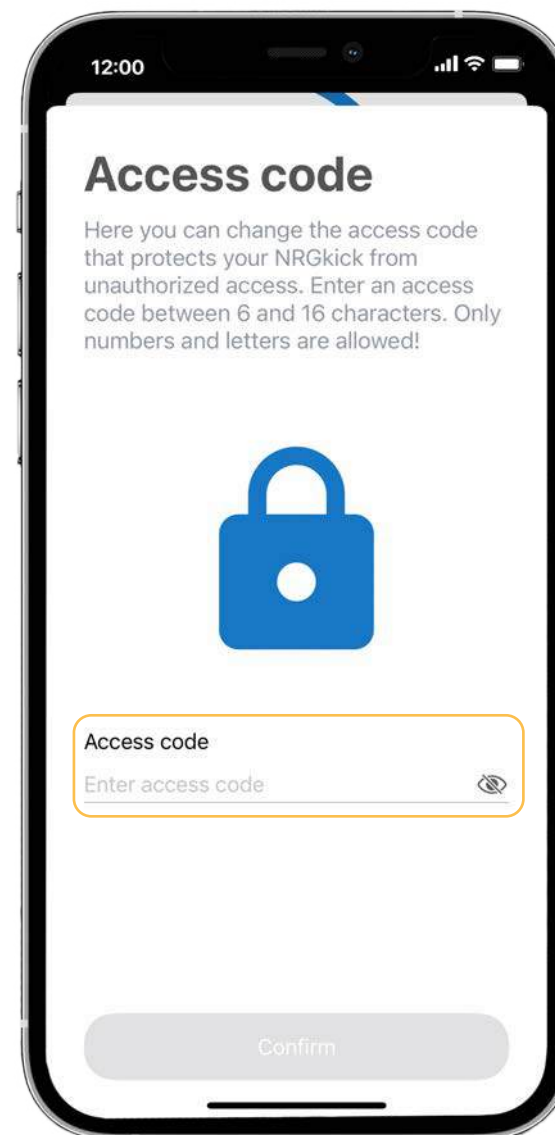 12:00
Access code
Here you can change the access code
that protects your NRGkick from
unauthorized access. Enter an access
code between 6 and 16 characters. Only
numbers and letters are allowed!
Access code
Enter access code
Confirm